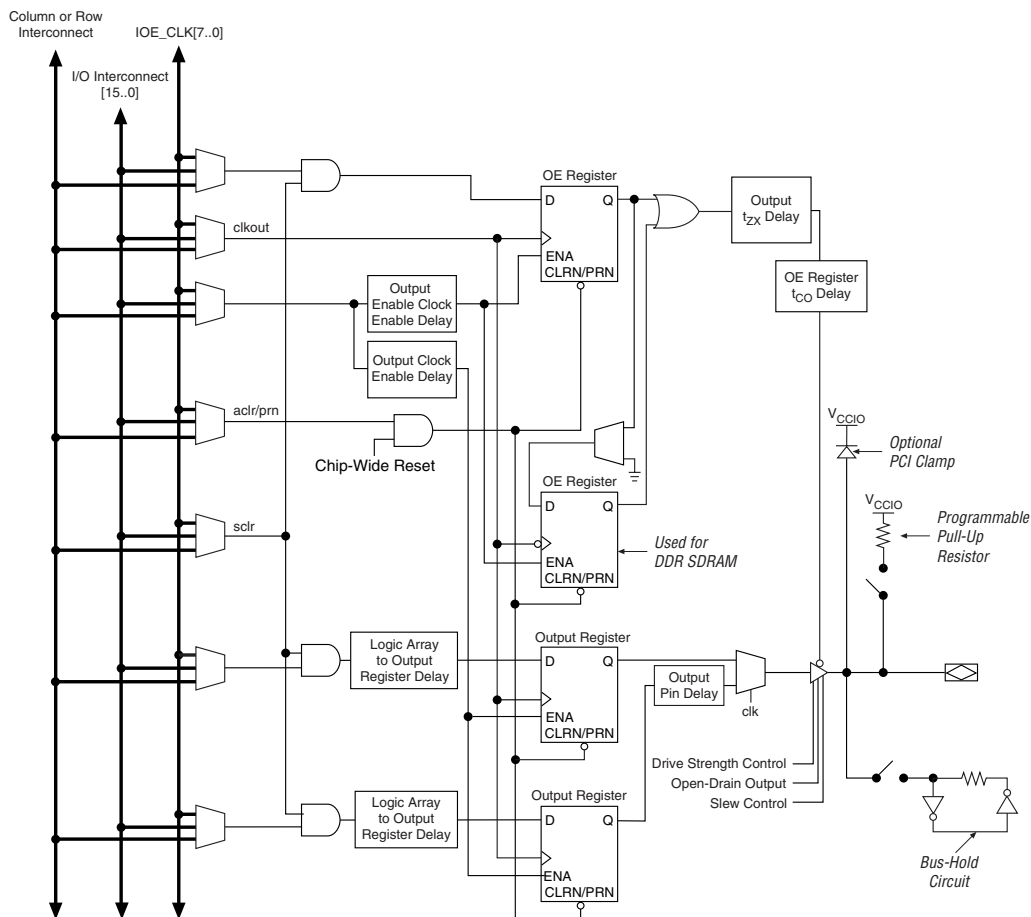 Column or Row
Interconnect
IOE_CLK[7..0]
I/O Interconnect
[15..0]
OE Register
D
Q
ENA
CLRN/PRN
Output
tZX Delay
clkout
OE Register
tCO Delay
Output
Enable Clock
Enable Delay
Output Clock
Enable Delay
aclr/prn
Chip-Wide Reset
VCCIO
Optional
PCI Clamp
OE Register
D
Q
ENA
CLRN/PRN
Used for
DDR SDRAM
VCCIO
Programmable
Pull-Up
Resistor
sclr
Logic Array
to Output
Register Delay
Output Register
D
Q
ENA
CLRN/PRN
Output
Pin Delay
clk
Drive Strength Control
Open-Drain Output
Slew Control
Logic Array
to Output
Register Delay
Output Register
D
Q
ENA
CLRN/PRN
Bus-Hold
Circuit